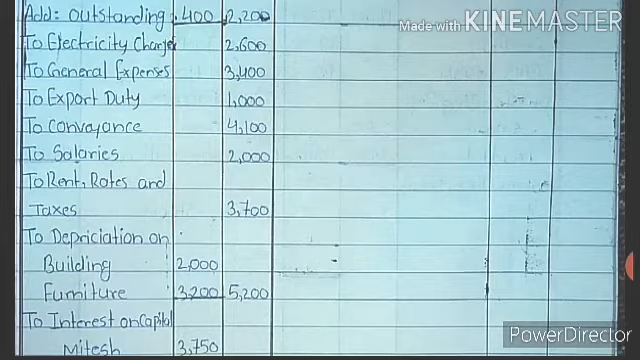 Add: Outstanding 400 2,200
Made with KINEMASTER
To Electricity Charges 2,600
To General Expenses 3,400
To Export Duty 1,000
To Convayance 4,100
To Salaries 2,000
To Rent, Rates and
Taxes 3,700
To Depriciation on
Building 2,000
Furniture 3,200 5,200
To Interest on Capital
Mitesh 3,750
PowerDirector